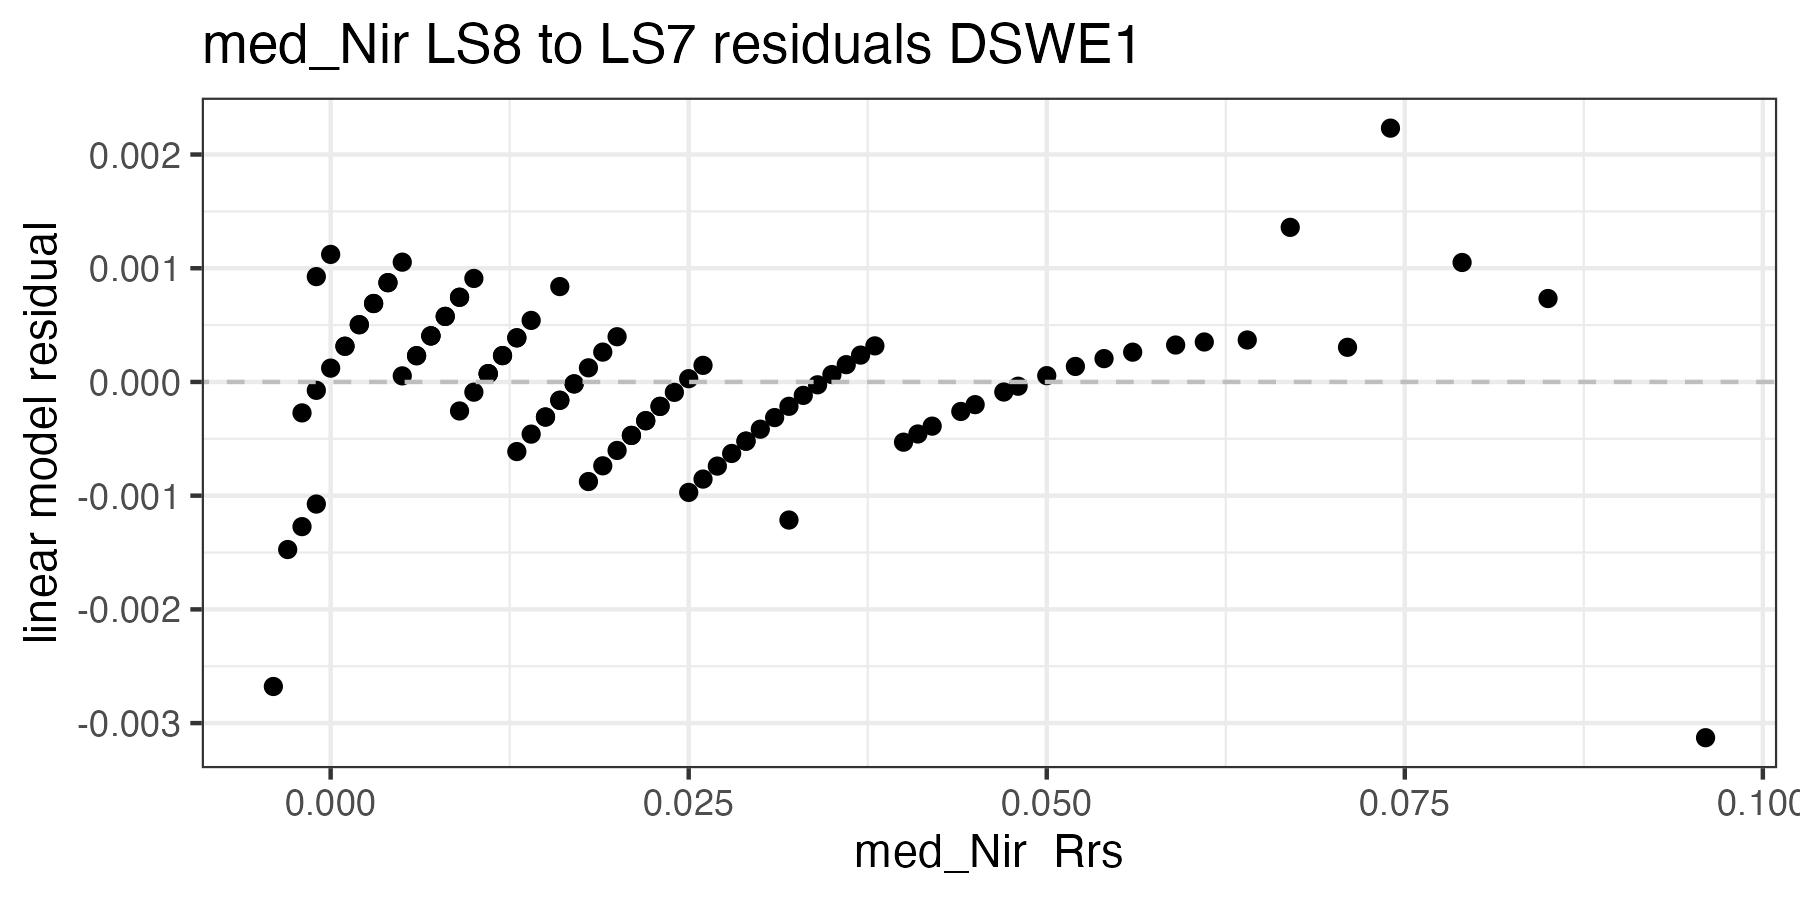 med_Nir LS8 to LS7 residuals DSWE1
linear model residual
0.002
0.001
0.000
-0.001
-0.002
-0.003
0.000 0.025 0.050 0.075 0.100
med_Nir  Rrs